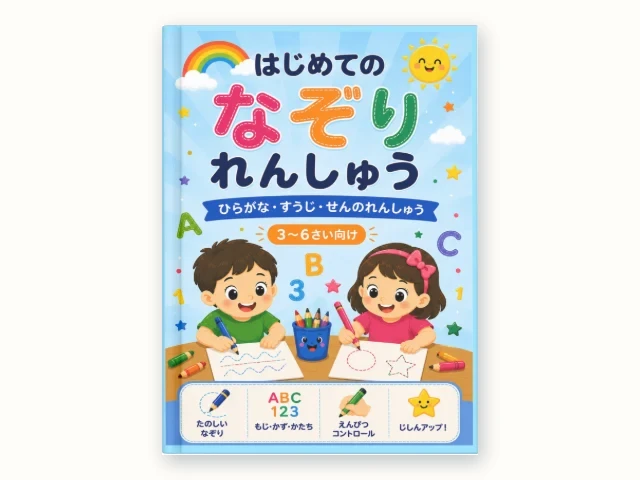 はじめての
なぞり
れんしゅう
ひらがな・すうじ・せんのれんしゅう
3〜6さい向け
A
B
C
3
1
1
たのしい
なぞり
ABC
123
もじ・かず・かたち
えんぴつ
コントロール
じしんアップ!